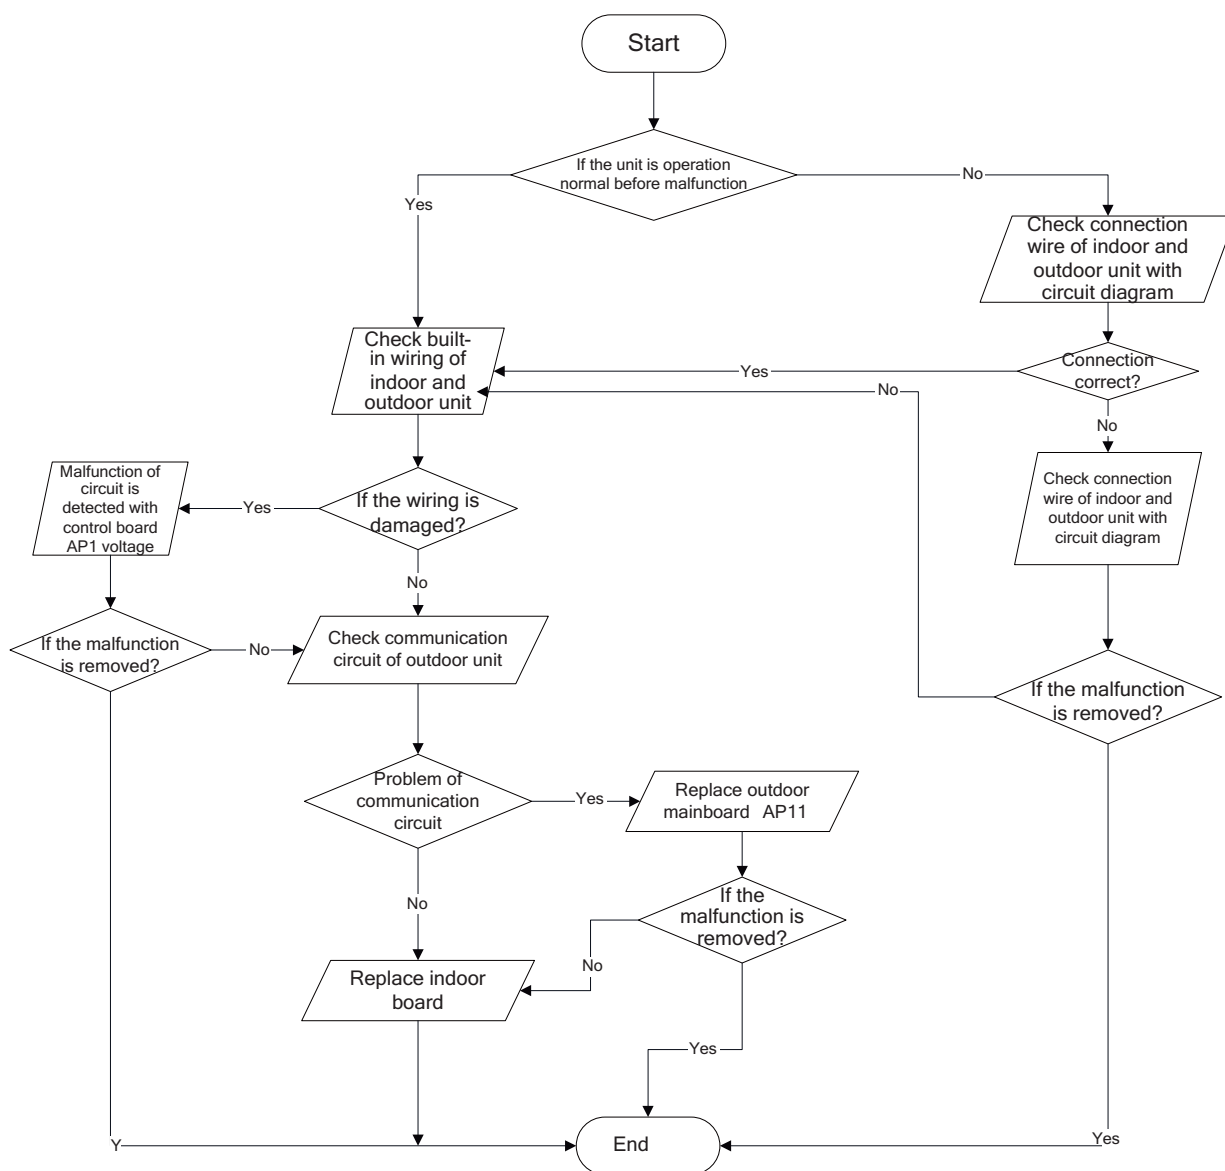 Start
If the unit is operation
normal before malfunction
No
Yes
Check connection
wire of indoor and
outdoor unit with
circuit diagram
Check built-
in wiring of
indoor and
outdoor unit
Yes
Connection
correct?
No
No
Malfunction of
circuit is
detected with
control board
AP1 voltage
Yes
If the wiring is
damaged?
Check connection
wire of indoor and
outdoor unit with
circuit diagram
No
If the malfunction
is removed?
No
Check communication
circuit of outdoor unit
If the malfunction
is removed?
Problem of
communication
circuit
Yes
Replace outdoor
mainboard AP11
No
If the
malfunction is
removed?
No
Replace indoor
board
Yes
Y
End
Yes